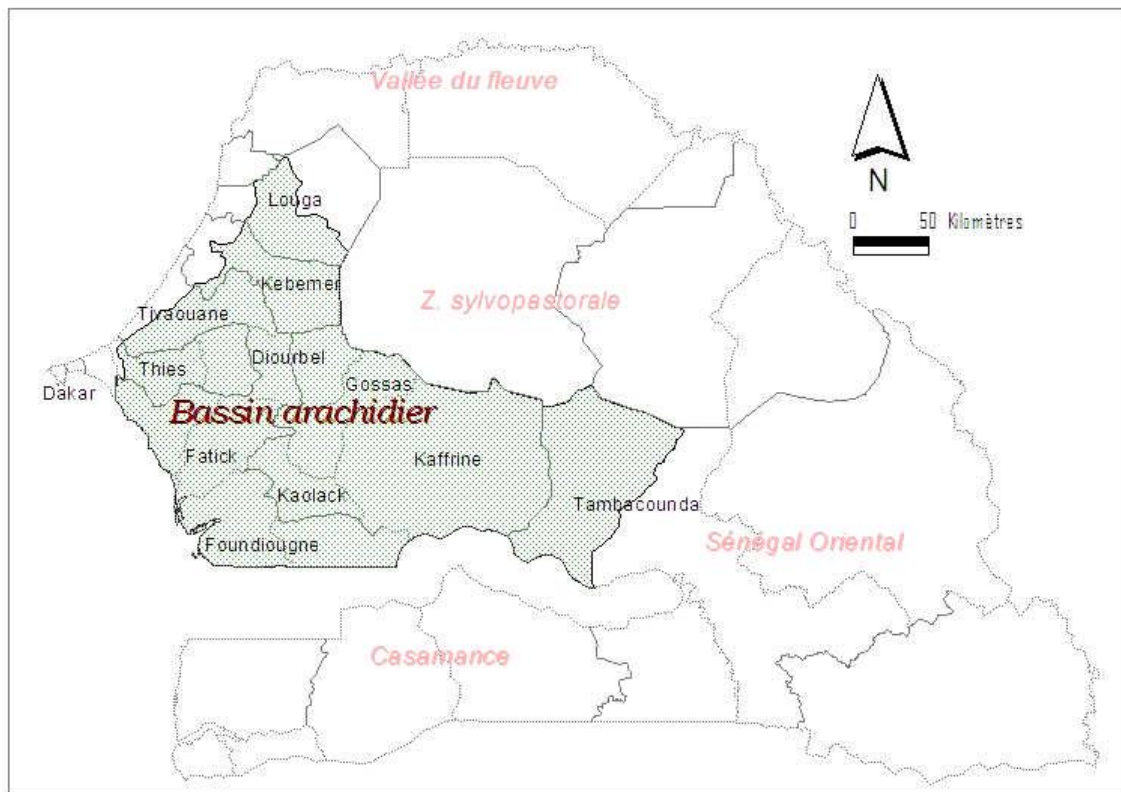 Vallée du fleuve
N
0 50 Kilomètres
Louga
Kebemer
Z. sylvopastorale
Tivaouane
Diourbel
Thies
Gossas
Dakar
Bassin arachidier
Fatick
Kaffrine
Kaolack
Tambacounda
Foundiougne
Sénégal Oriental
Casamance